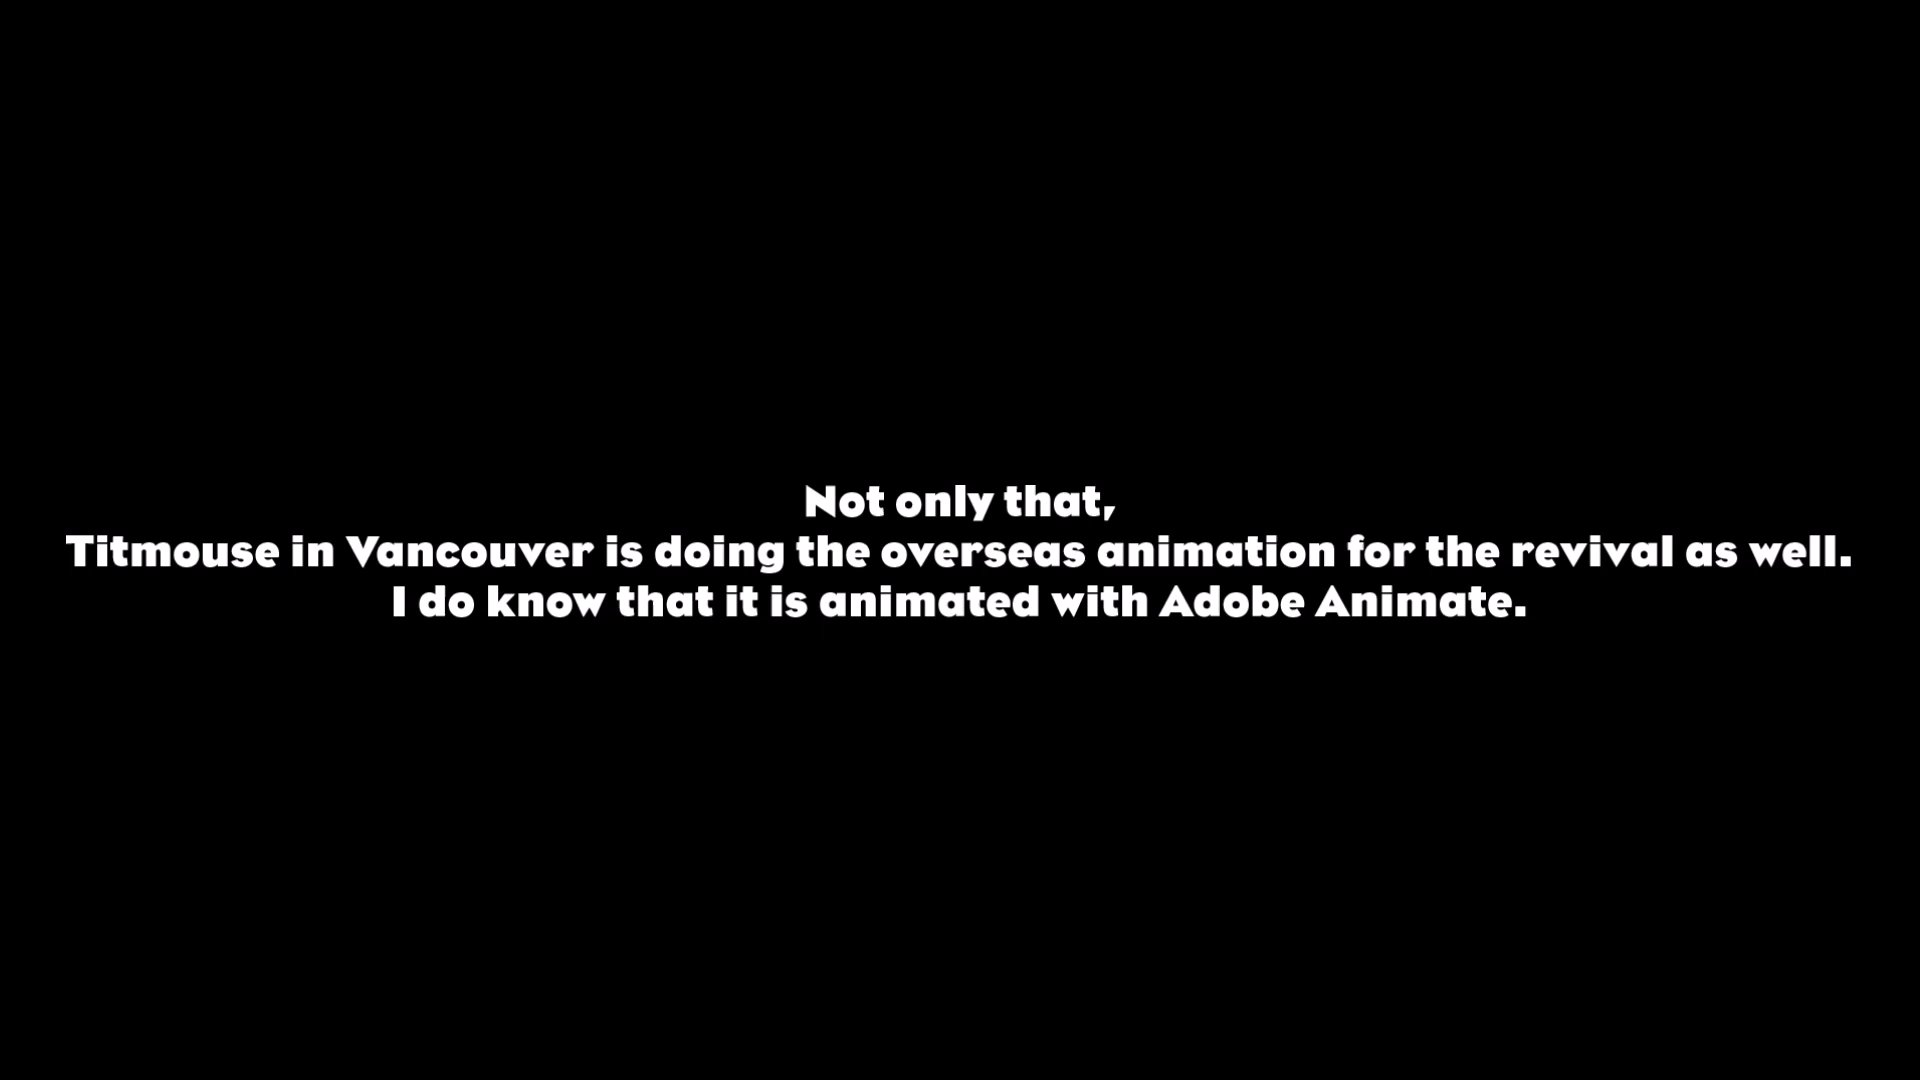 Not only that,
Titmouse in Vancouver is doing the overseas animation for the revival as well.
I do know that it is animated with Adobe Animate.